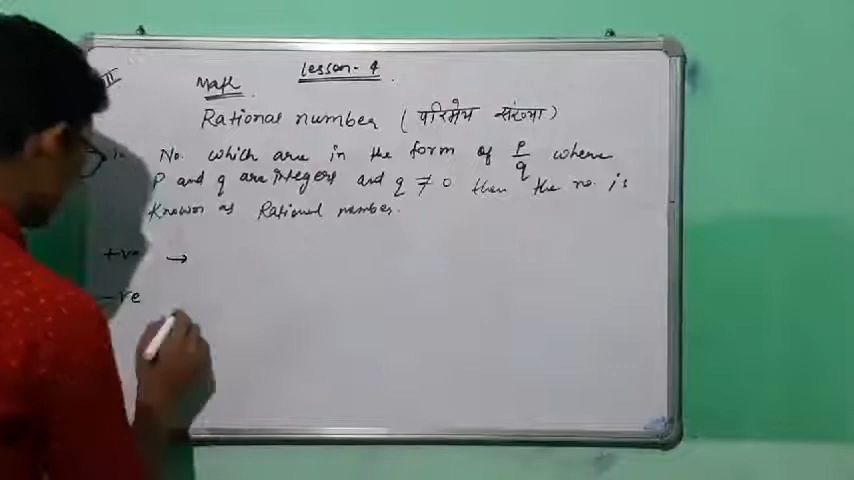 II
Math Lesson-4
Rational number (परिमेय संख्या)
No. which are in the form of P/q where
P and q are integers and q ≠ 0 then the no. is
Known as Rational number.
+ve →
-ve